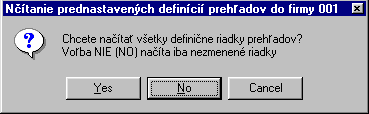 Nčítanie prednastavených definícií prehľadov do firmy 001
Chcete načítať všetky definične riadky prehľadov?
Voľba NIE (NO) načíta iba nezmenené riadky
Yes
No
Cancel